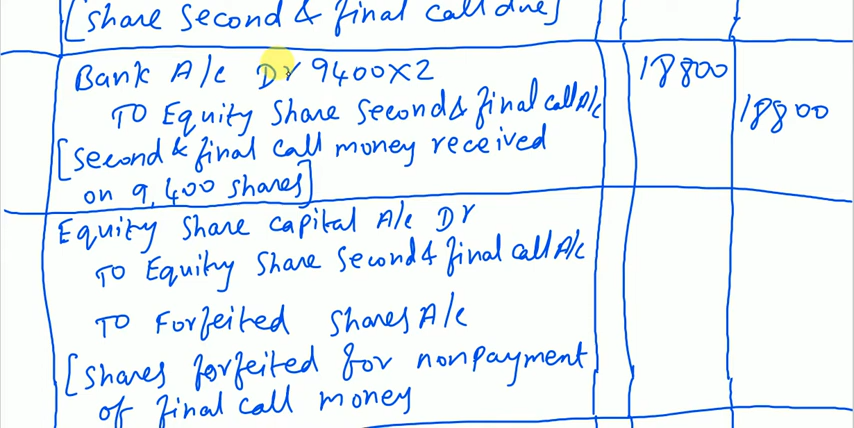 [Share Second & final call due]
Bank A/c Dr 9400×2 18800
TO Equity Share Second & final call A/c 18800
[Second & final call money received
on 9,400 shares]
Equity Share capital A/c Dr
TO Equity Share Second & final call A/c
TO Forfeited Shares A/c
[Shares forfeited for nonpayment
of final call money